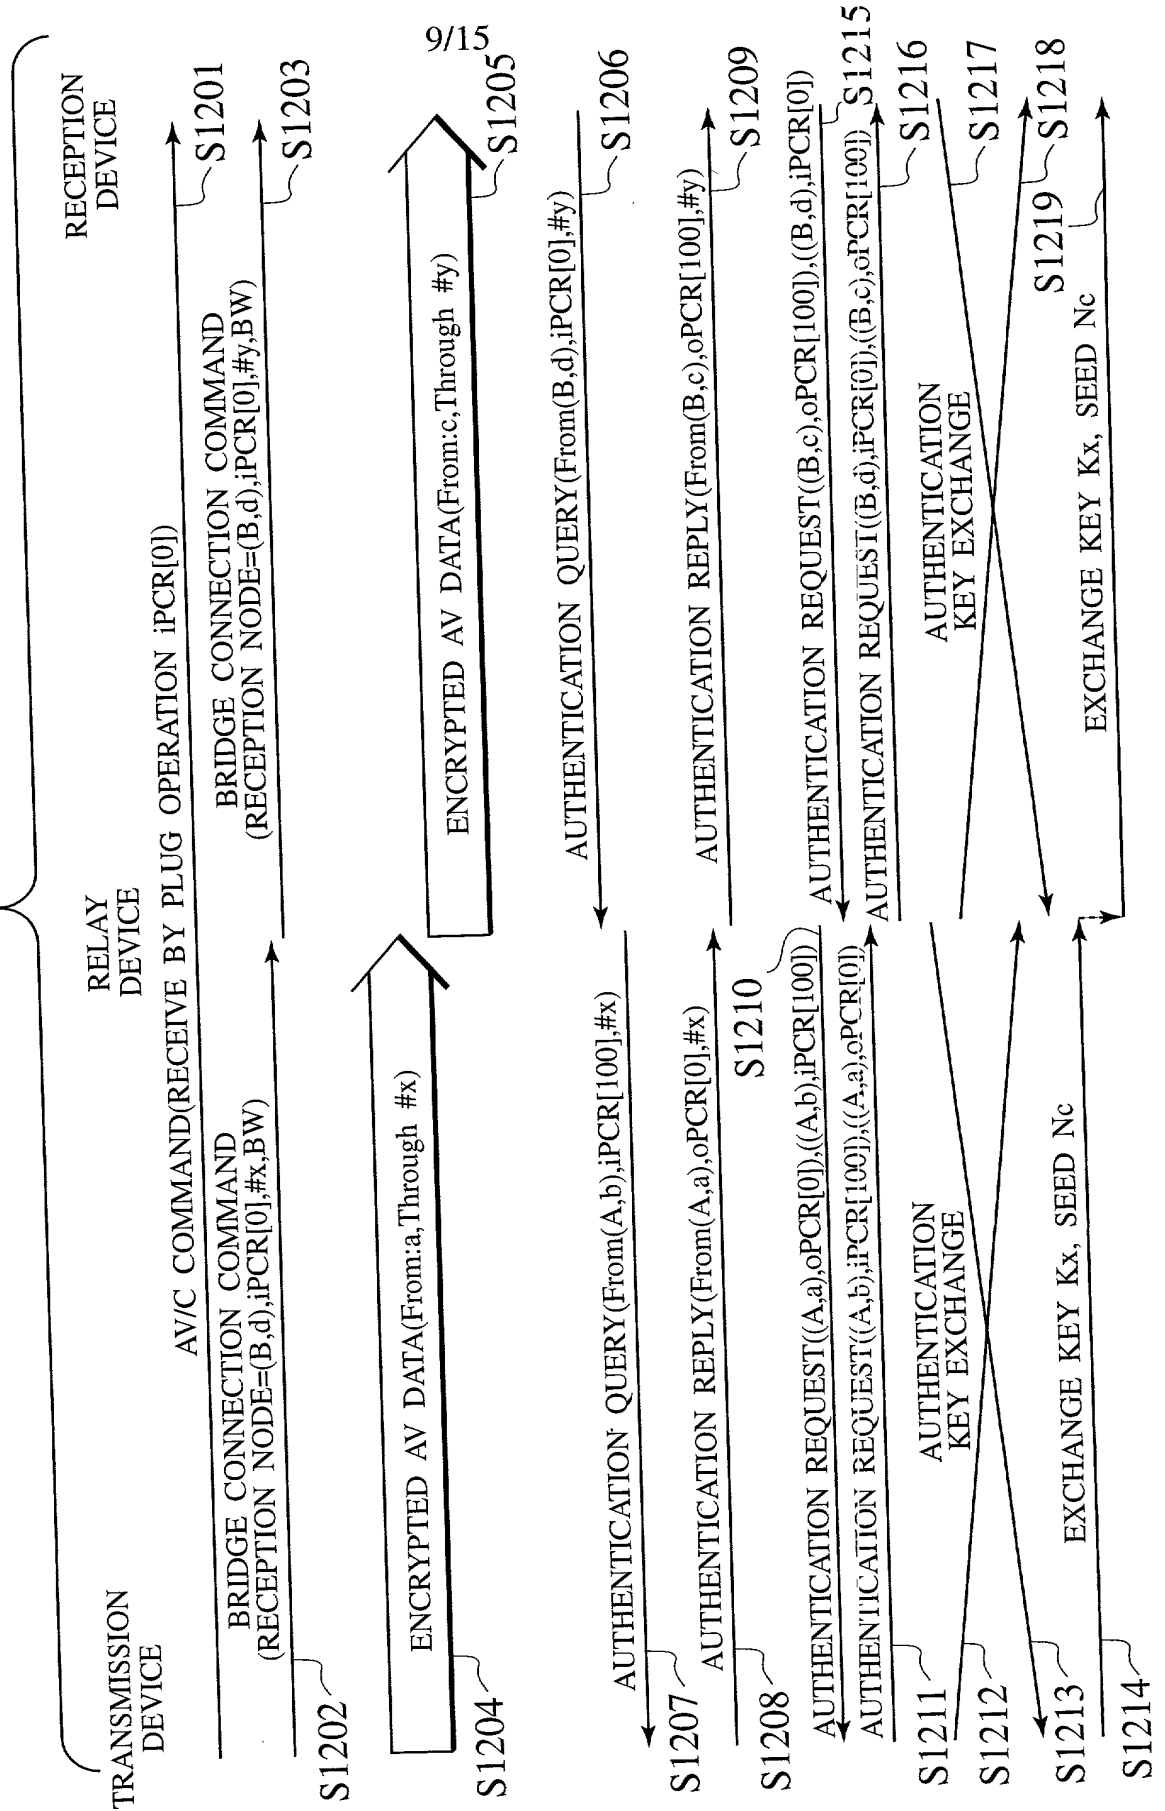 9/15
TRANSMISSION
DEVICE
RELAY
DEVICE
RECEPTION
DEVICE
AV/C COMMAND(RECEIVE BY PLUG OPERATION iPCR[0])
S1201
BRIDGE CONNECTION COMMAND
(RECEPTION NODE=(B,d),iPCR[0],#x,BW)
S1202
BRIDGE CONNECTION COMMAND
(RECEPTION NODE=(B,d),iPCR[0],#y,BW)
S1203
ENCRYPTED AV DATA(From:a,Through #x)
S1204
ENCRYPTED AV DATA(From:c,Through #y)
S1205
AUTHENTICATION QUERY(From(B,d),iPCR[0],#y)
S1206
AUTHENTICATION QUERY(From(A,b),iPCR[100],#x)
S1207
AUTHENTICATION REPLY(From(A,a),oPCR[0],#x)
S1208
AUTHENTICATION REPLY(From(B,c),oPCR[100],#y)
S1209
S1210
AUTHENTICATION REQUEST((A,a),oPCR[0]),((A,b),iPCR[100])
AUTHENTICATION REQUEST((A,b),iPCR[100]),((A,a),oPCR[0])
S1211
AUTHENTICATION
KEY EXCHANGE
S1212
S1213
EXCHANGE KEY Kx, SEED Nc
S1214
AUTHENTICATION REQUEST((B,c),oPCR[100]),((B,d),iPCR[0])
S1215
AUTHENTICATION REQUEST((B,d),iPCR[0]),((B,c),oPCR[100])
S1216
AUTHENTICATION
KEY EXCHANGE
S1217
S1218
S1219
EXCHANGE KEY Kx, SEED Nc